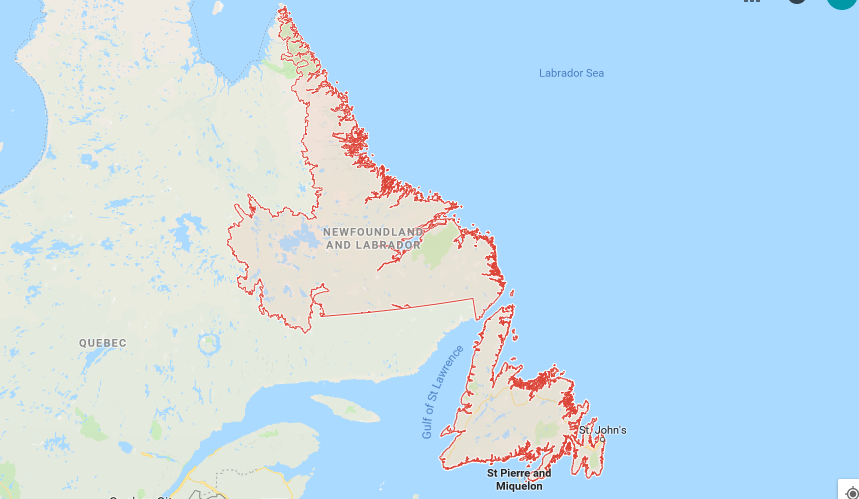 Labrador Sea
NEWFOUNDLAND
AND LABRADOR
QUEBEC
Gulf of St Lawrence
St. John's
St Pierre and
Miquelon